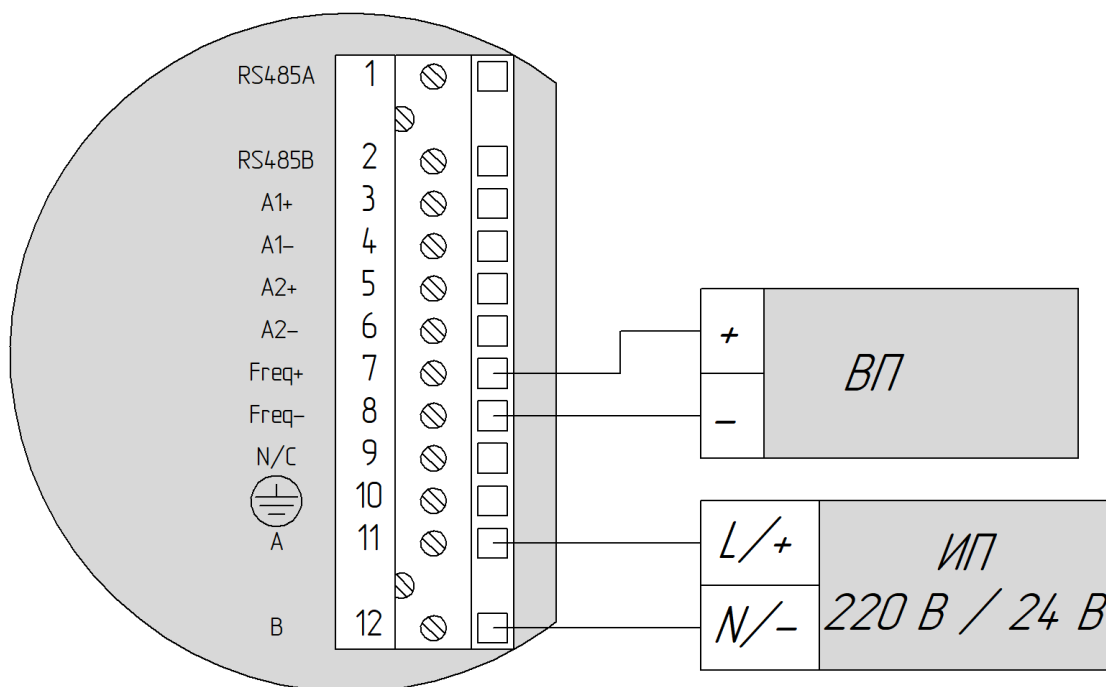 RS485A 1
RS485B 2
A1+ 3
A1- 4
A2+ 5
A2- 6
Freq+ 7
Freq- 8
N/C 9
10
A 11
B 12
+
-
ВП
L/+
N/-
ИП
220 В / 24 В